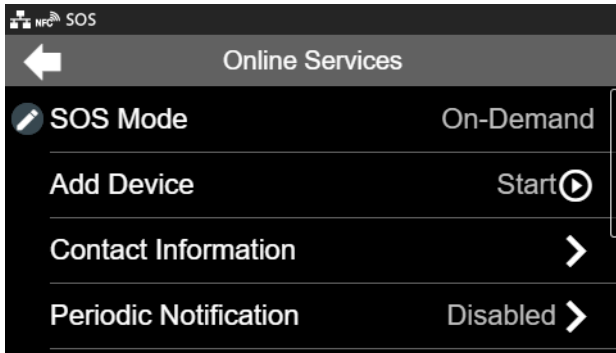 NFC SOS
Online Services
SOS Mode On-Demand
Add Device Start
Contact Information
Periodic Notification Disabled